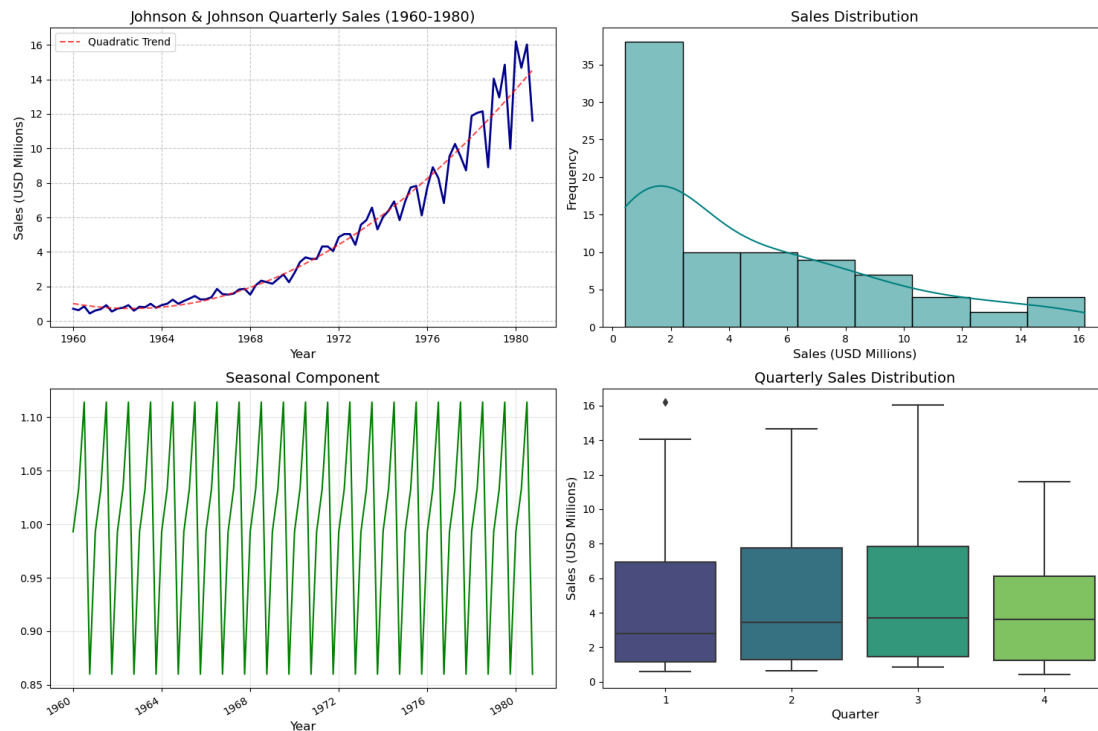 Johnson & Johnson Quarterly Sales (1960-1980)
Quadratic Trend
Sales (USD Millions)
16
14
12
10
8
6
4
2
0
1960 1964 1968 1972 1976 1980
Year
Sales Distribution
Frequency
35
30
25
20
15
10
5
0
0 2 4 6 8 10 12 14 16
Sales (USD Millions)
Seasonal Component
1.10
1.05
1.00
0.95
0.90
0.85
1960 1964 1968 1972 1976 1980
Year
Quarterly Sales Distribution
Sales (USD Millions)
16
14
12
10
8
6
4
2
0
1 2 3 4
Quarter